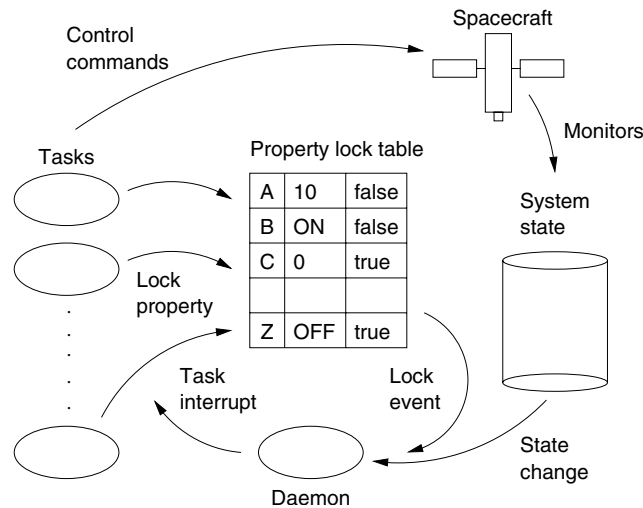 Spacecraft
Control
commands
Monitors
Tasks
Property lock table
A 10 false
B ON false
C 0 true
Z OFF true
System
state
Lock
property
Task
interrupt
Lock
event
State
change
Daemon